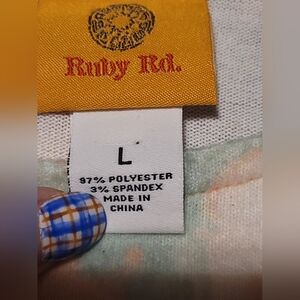 Ruby Rd.
L
97% POLYESTER
3% SPANDEX
MADE IN
CHINA